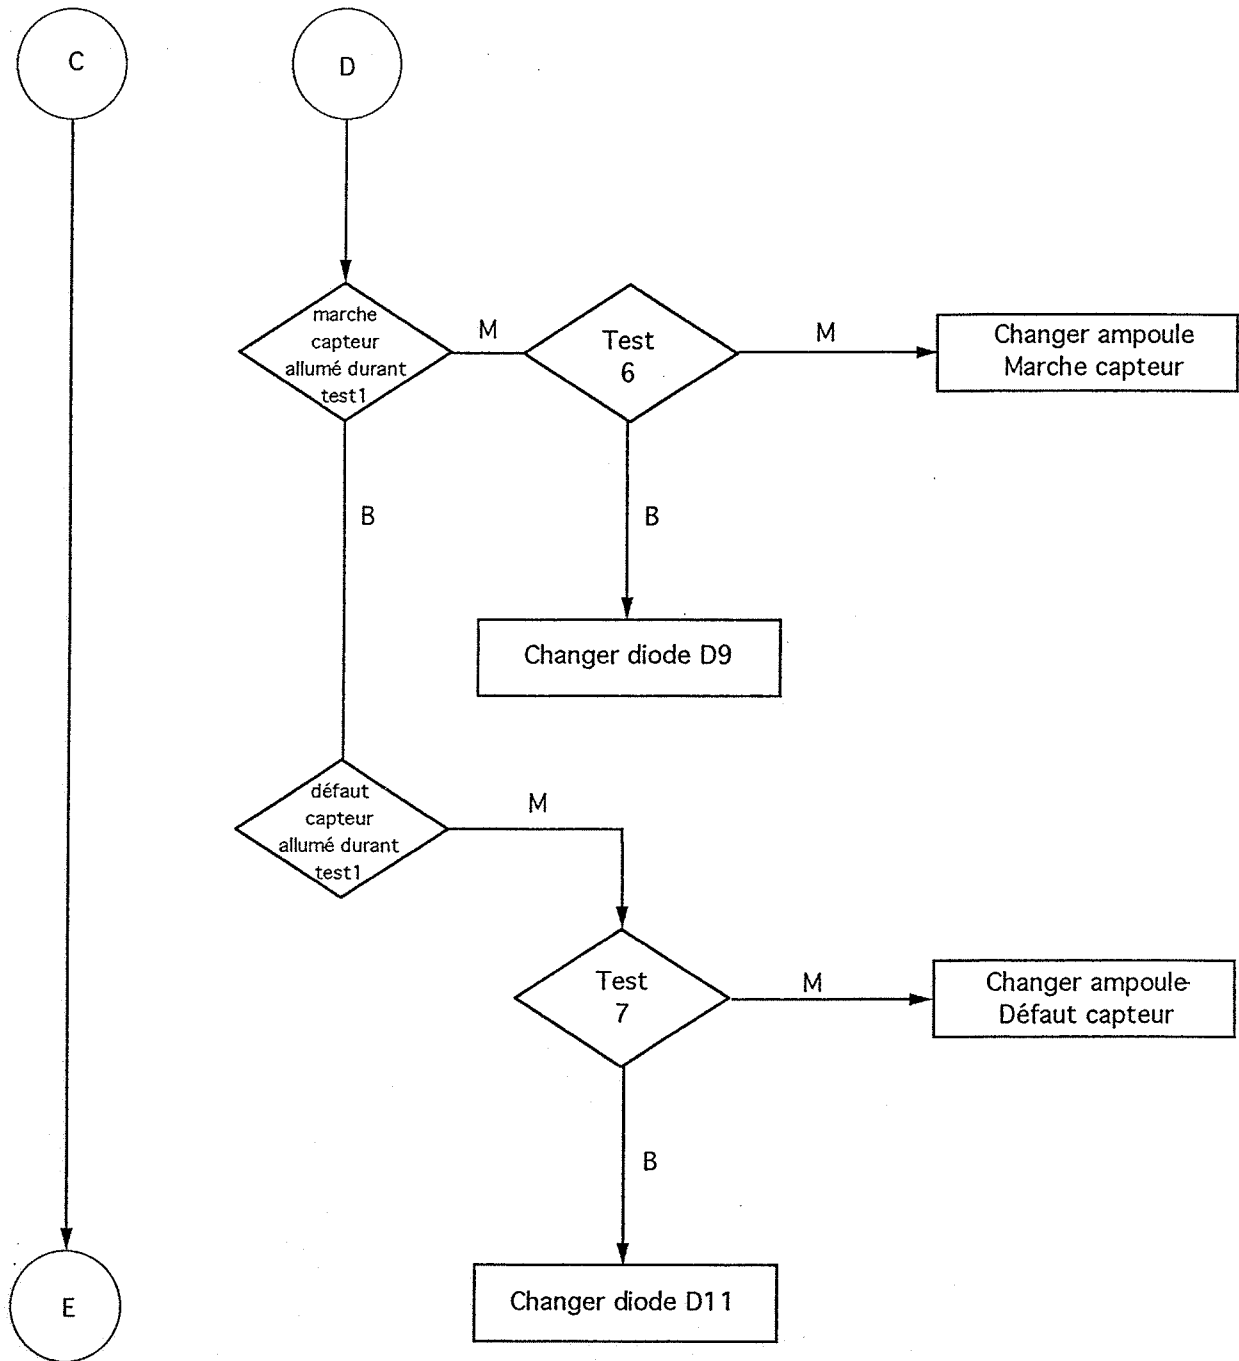 C
D
marche
capteur
allumé durant
test1
M
Test
6
M
Changer ampoule
Marche capteur
B
B
Changer diode D9
défaut
capteur
allumé durant
test1
M
Test
7
M
Changer ampoule-
Défaut capteur
B
Changer diode D11
E